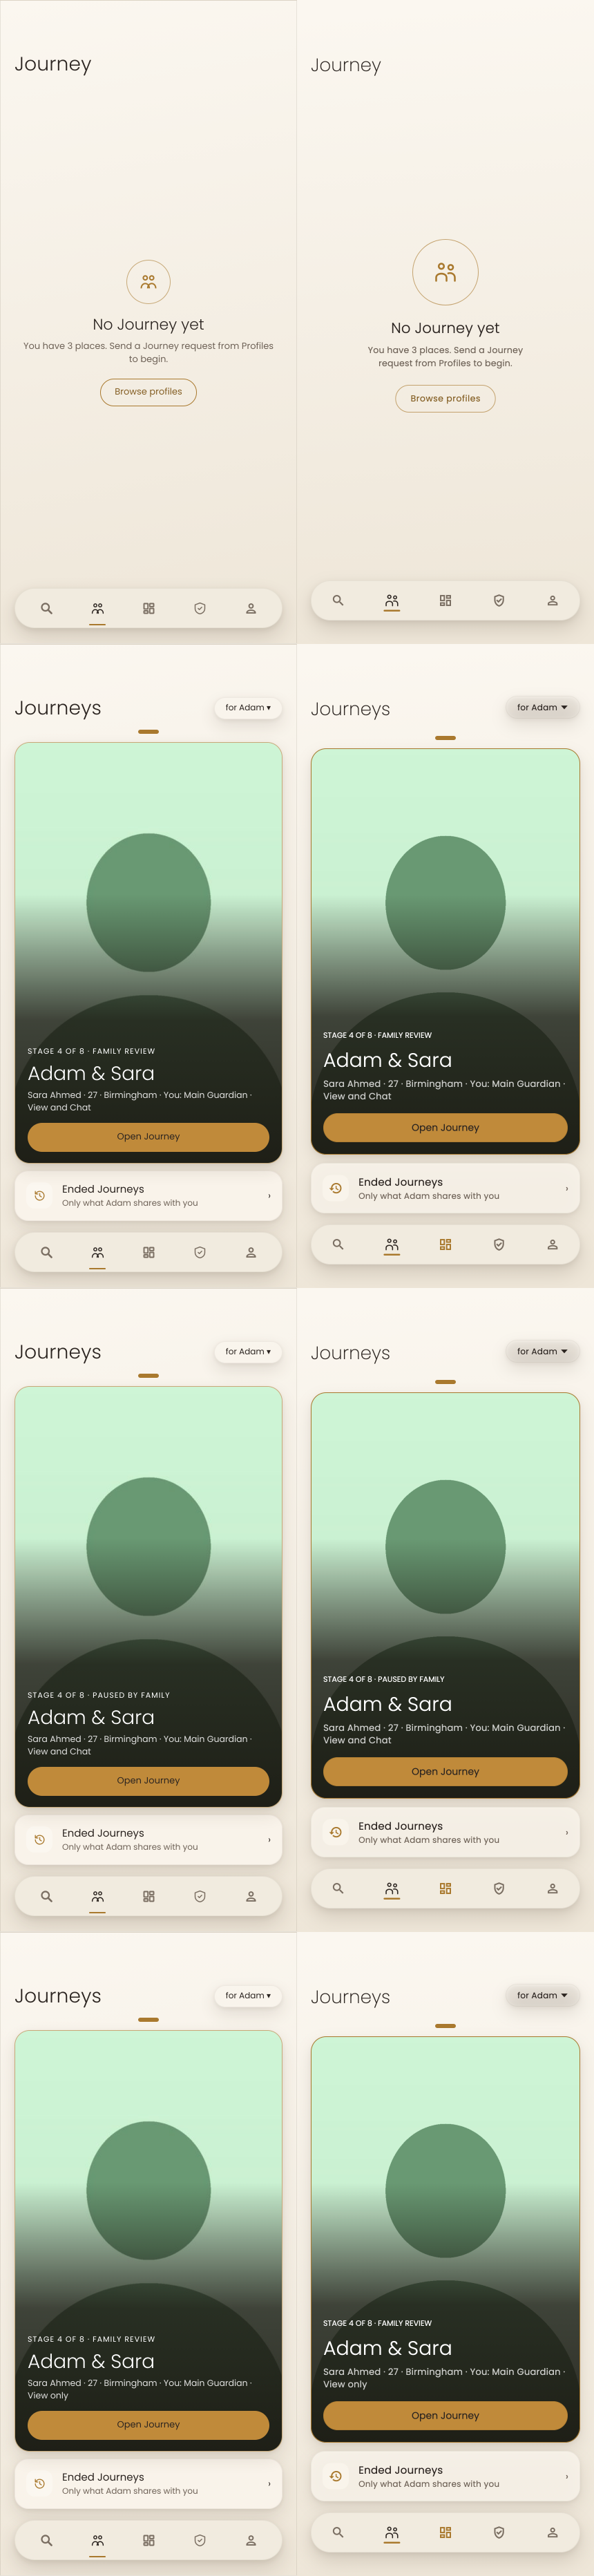 Journey
No Journey yet
You have 3 places. Send a Journey request from Profiles
to begin.
Browse profiles
Journey
No Journey yet
You have 3 places. Send a Journey
request from Profiles to begin.
Browse profiles
Journeys
for Adam ▾
STAGE 4 OF 8 · FAMILY REVIEW
Adam & Sara
Sara Ahmed · 27 · Birmingham · You: Main Guardian ·
View and Chat
Open Journey
Ended Journeys
Only what Adam shares with you
Journeys
for Adam
STAGE 4 OF 8 · FAMILY REVIEW
Adam & Sara
Sara Ahmed · 27 · Birmingham · You: Main Guardian ·
View and Chat
Open Journey
Ended Journeys
Only what Adam shares with you
Journeys
for Adam ▾
STAGE 4 OF 8 · PAUSED BY FAMILY
Adam & Sara
Sara Ahmed · 27 · Birmingham · You: Main Guardian ·
View and Chat
Open Journey
Ended Journeys
Only what Adam shares with you
Journeys
for Adam
STAGE 4 OF 8 · PAUSED BY FAMILY
Adam & Sara
Sara Ahmed · 27 · Birmingham · You: Main Guardian ·
View and Chat
Open Journey
Ended Journeys
Only what Adam shares with you
Journeys
for Adam ▾
STAGE 4 OF 8 · FAMILY REVIEW
Adam & Sara
Sara Ahmed · 27 · Birmingham · You: Main Guardian ·
View only
Open Journey
Ended Journeys
Only what Adam shares with you
Journeys
for Adam
STAGE 4 OF 8 · FAMILY REVIEW
Adam & Sara
Sara Ahmed · 27 · Birmingham · You: Main Guardian ·
View only
Open Journey
Ended Journeys
Only what Adam shares with you